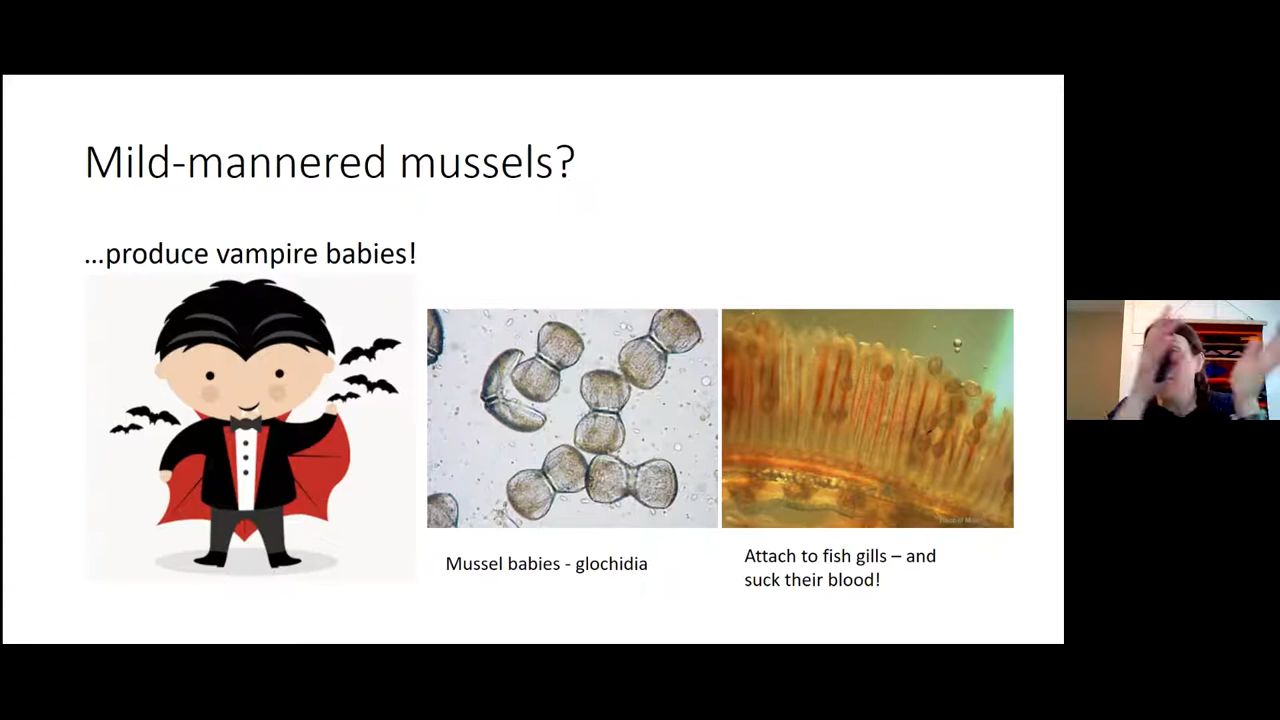 Mild-mannered mussels?
…produce vampire babies!
Mussel babies - glochidia
Attach to fish gills – and
suck their blood!